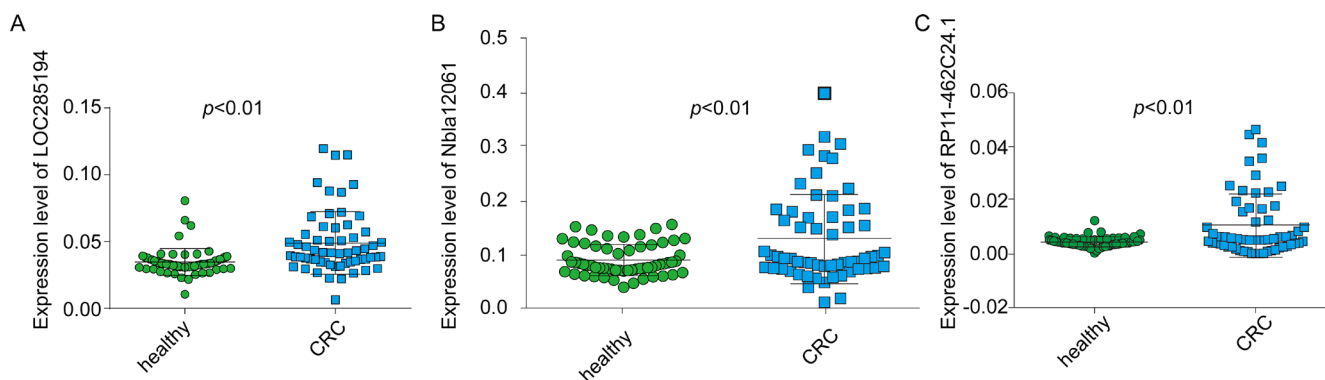 A
Expression level of LOC285194
0.15
0.10
0.05
0.00
p<0.01
healthy
CRC
B
Expression level of Nbla12061
0.5
0.4
0.3
0.2
0.1
0.0
p<0.01
healthy
CRC
C
Expression level of RP11-462C24.1
0.06
0.04
0.02
0.00
-0.02
p<0.01
healthy
CRC